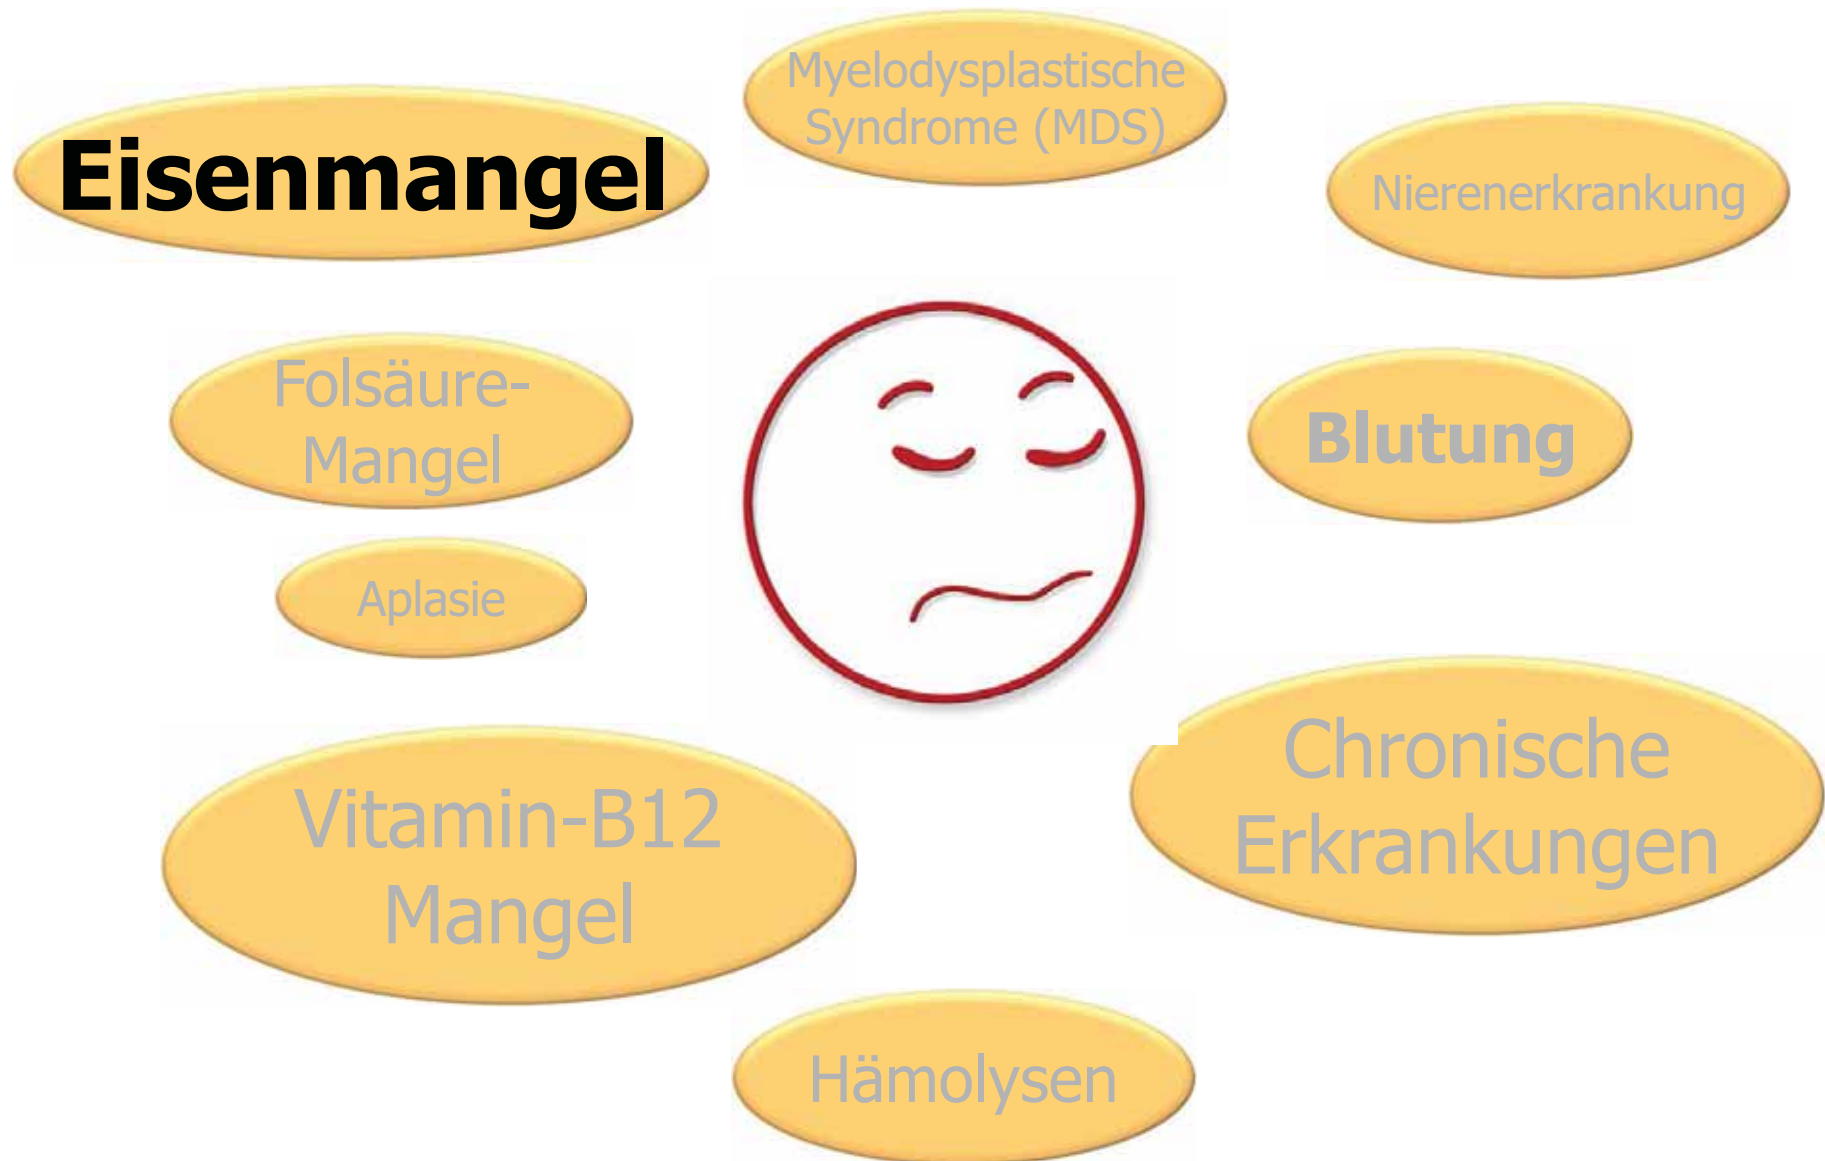 Myelodysplastische
Syndrome (MDS)
Eisenmangel
Nierenerkrankung
Folsäure-
Mangel
Blutung
Aplasie
Chronische
Erkrankungen
Vitamin-B12
Mangel
Hämolysen